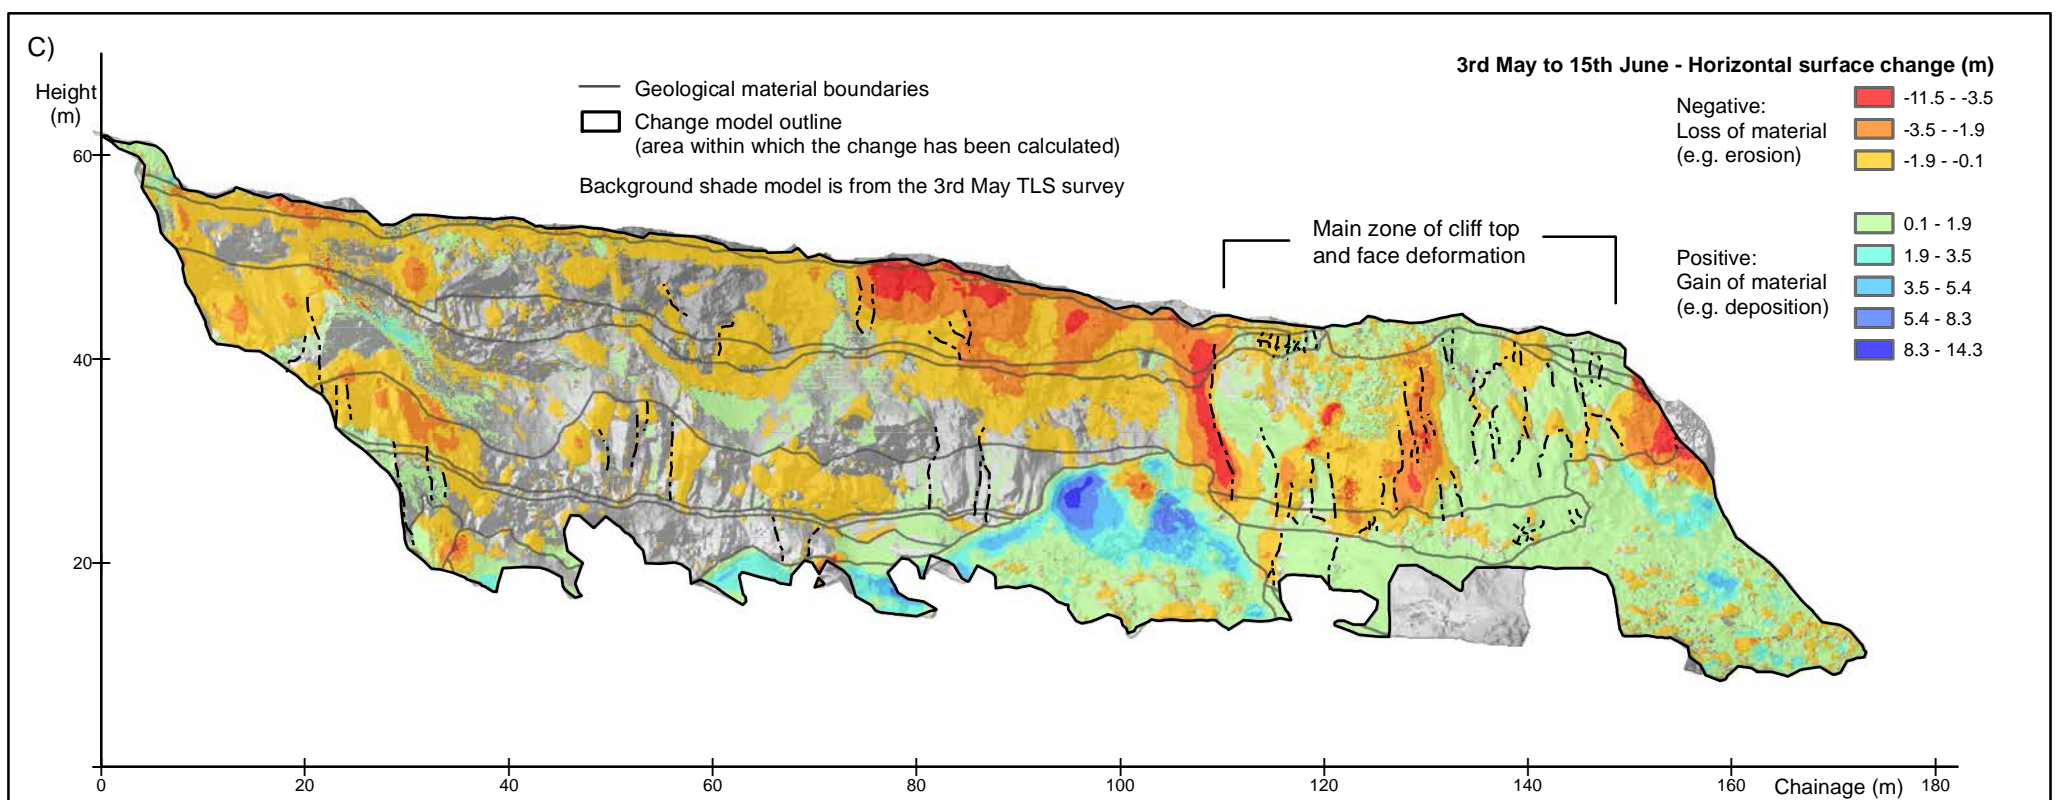 C)
3rd May to 15th June - Horizontal surface change (m)
Height
(m)
Geological material boundaries
Change model outline
(area within which the change has been calculated)
Background shade model is from the 3rd May TLS survey
Negative:
Loss of material
(e.g. erosion)
-11.5 - -3.5
-3.5 - -1.9
-1.9 - -0.1
Positive:
Gain of material
(e.g. deposition)
0.1 - 1.9
1.9 - 3.5
3.5 - 5.4
5.4 - 8.3
8.3 - 14.3
Main zone of cliff top
and face deformation
60
40
20
0
20
40
60
80
100
120
140
160
180
Chainage (m)